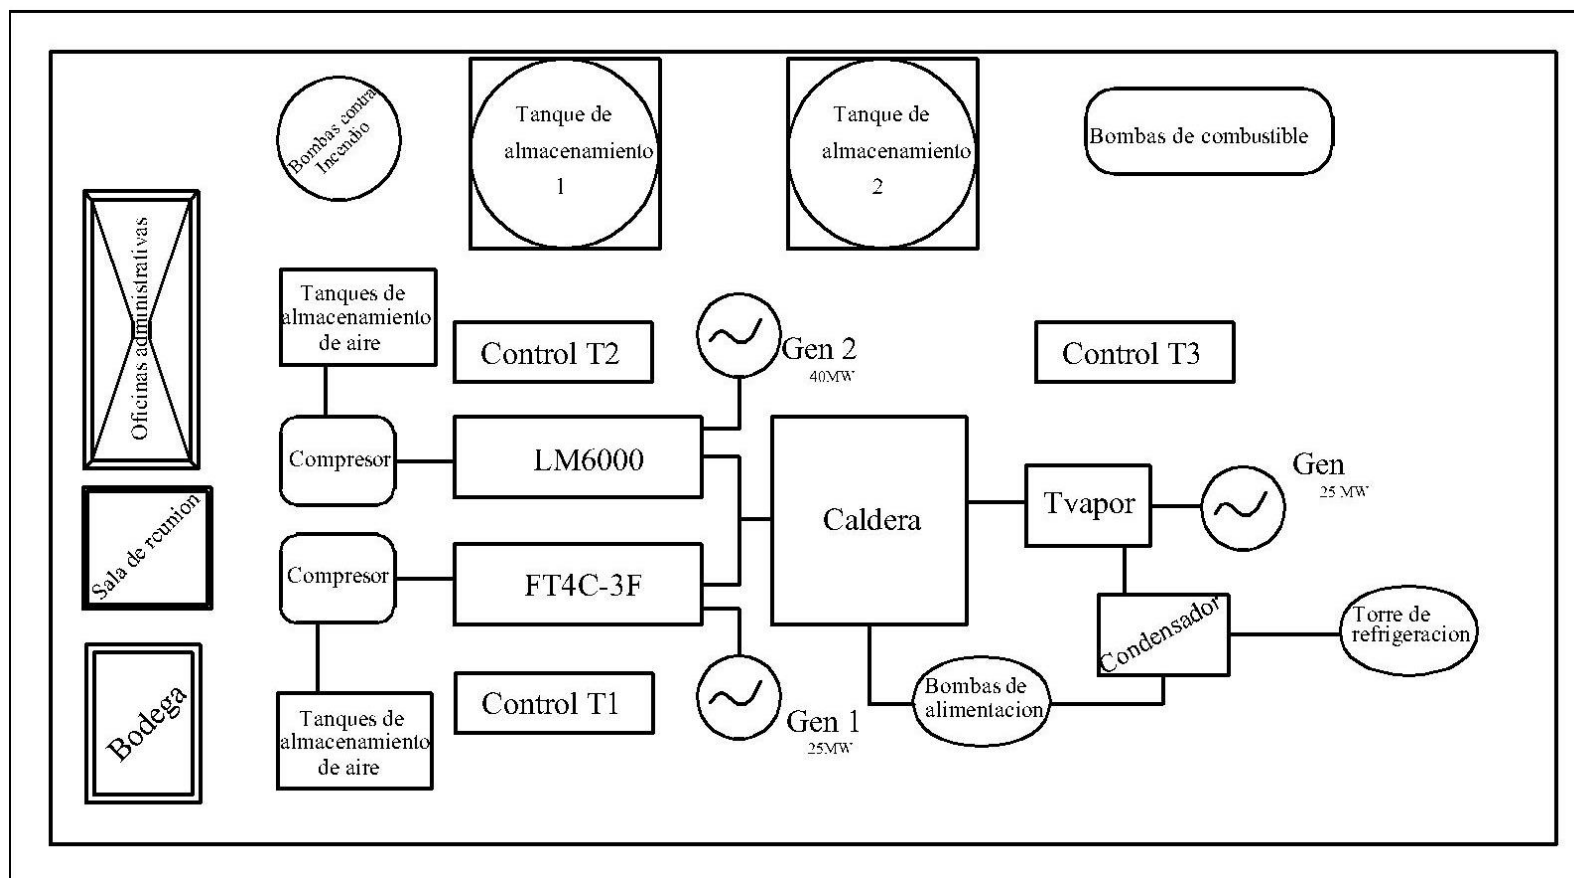 Bombas contra
Incendio
Tanque de
almacenamiento
1
Tanque de
almacenamiento
2
Bombas de combustible
Oficinas administrativas
Tanques de
almacenamiento
de aire
Control T2
Gen 2
40MW
Control T3
Compresor
LM6000
Caldera
Tvapor
Gen
25 MW
Sala de reunion
Compresor
FT4C-3F
Condensador
Torre de
refrigeracion
Bodega
Tanques de
almacenamiento
de aire
Control T1
Gen 1
25MW
Bombas de
alimentacion